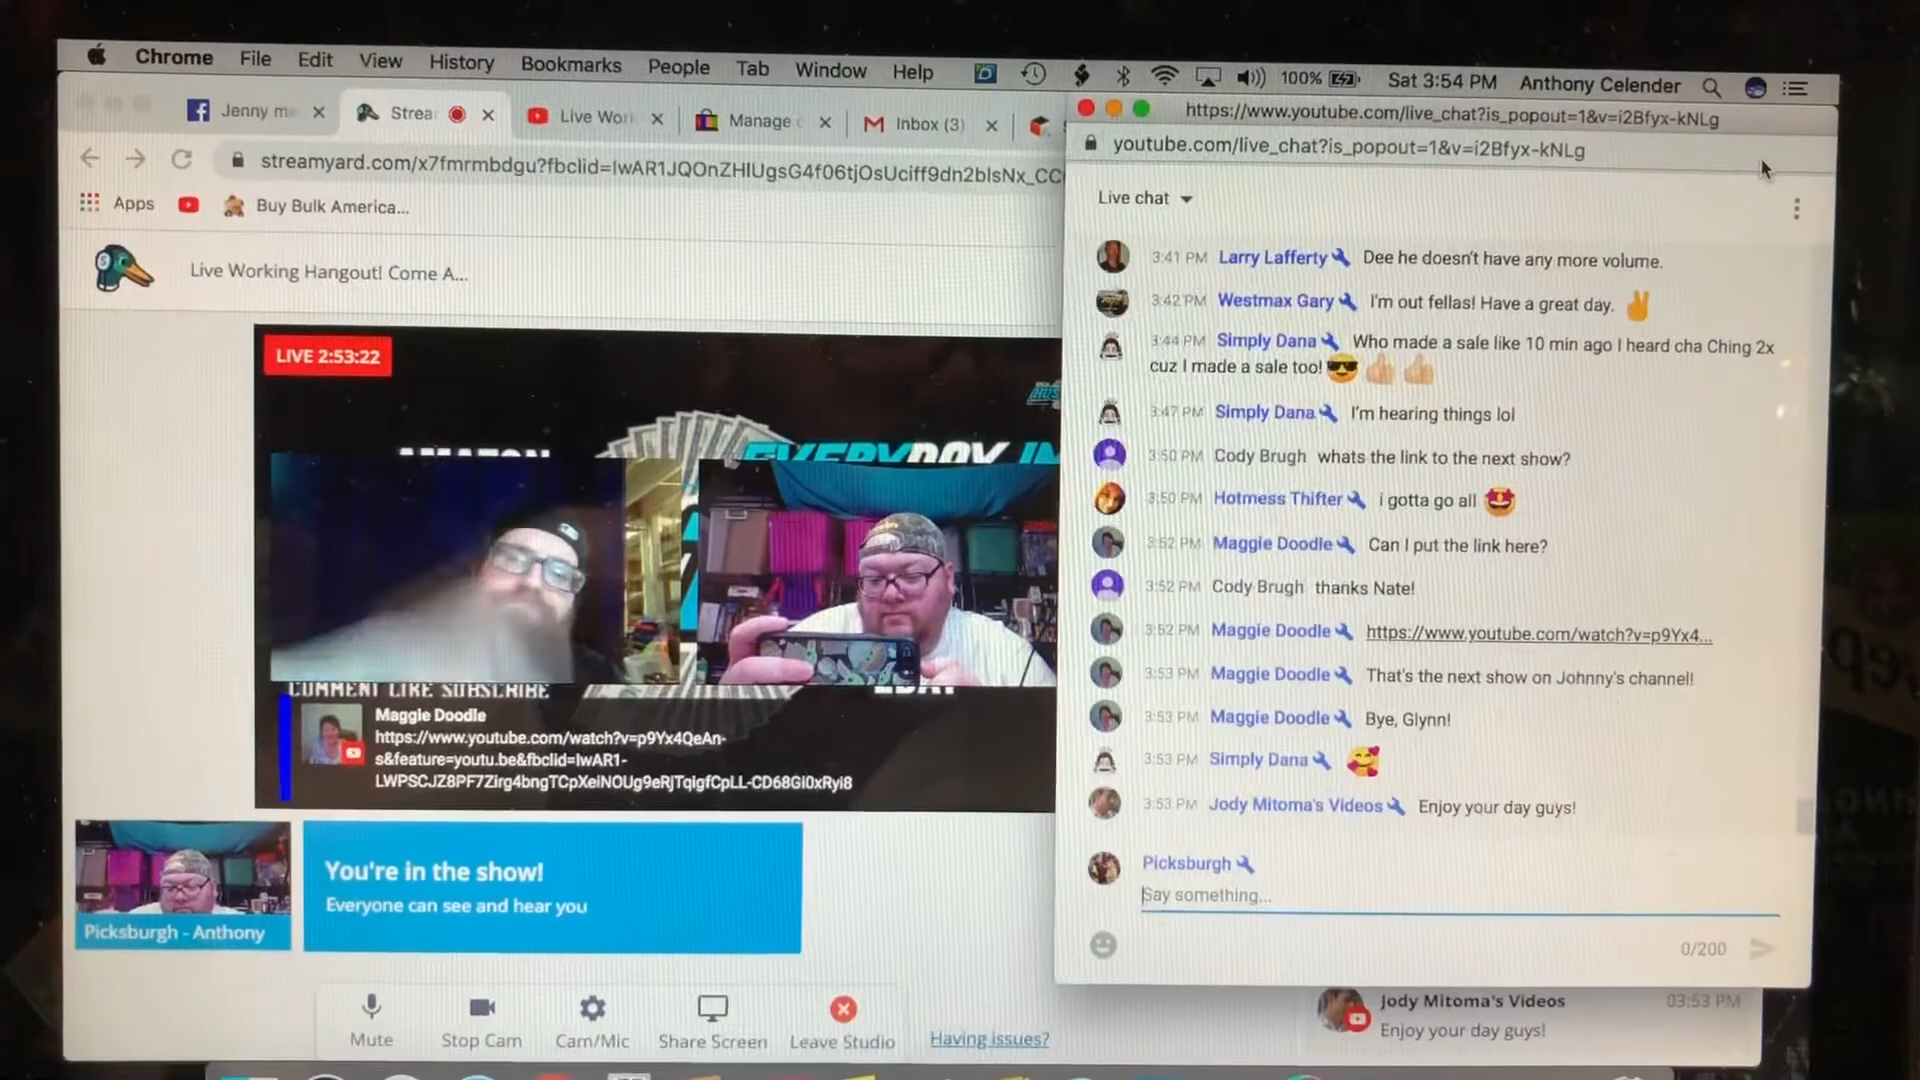 Chrome File Edit View History Bookmarks People Tab Window Help 100% Sat 3:54 PM Anthony Celender
Jenny me Strea Live Wor Manage Inbox (3)
https://www.youtube.com/live_chat?is_popout=1&v=i2Bfyx-kNLg
streamyard.com/x7fmrmbdgu?fbclid=IwAR1JQOnZHlUgsG4f06tjOsUciff9dn2blsNx_CC
youtube.com/live_chat?is_popout=1&v=i2Bfyx-kNLg
Apps Buy Bulk America...
Live chat
Live Working Hangout! Come A...
LIVE 2:53:22
AMAZON
EVERYDAY IN
COMMENT LIKE SUBSCRIBE
EBAY
Maggie Doodle
https://www.youtube.com/watch?v=p9Yx4QeAn-
s&feature=youtu.be&fbclid=IwAR1-
LWPSCJZ8PF7Zirg4bngTCpXeiNOUg9eRjTqigfCpLL-CD68Gi0xRyi8
3:41 PM Larry Lafferty Dee he doesn't have any more volume.
3:42 PM Westmax Gary I'm out fellas! Have a great day. ✌
3:44 PM Simply Dana Who made a sale like 10 min ago I heard cha Ching 2x
cuz I made a sale too! 😎👍🏻👍🏻
3:47 PM Simply Dana I'm hearing things lol
3:50 PM Cody Brugh whats the link to the next show?
3:50 PM Hotmess Thifter i gotta go all 🤩
3:52 PM Maggie Doodle Can I put the link here?
3:52 PM Cody Brugh thanks Nate!
3:52 PM Maggie Doodle https://www.youtube.com/watch?v=p9Yx4...
3:53 PM Maggie Doodle That's the next show on Johnny's channel!
3:53 PM Maggie Doodle Bye, Glynn!
3:53 PM Simply Dana 🥰
3:53 PM Jody Mitoma's Videos Enjoy your day guys!
Picksburgh
Say something...
0/200
You're in the show!
Everyone can see and hear you
Picksburgh - Anthony
Mute Stop Cam Cam/Mic Share Screen Leave Studio Having issues?
Jody Mitoma's Videos 03:53 PM
Enjoy your day guys!